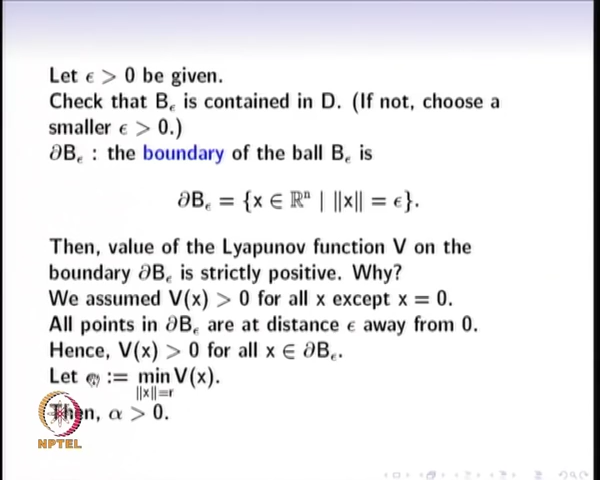 Let ϵ > 0 be given.
Check that B_ϵ is contained in D. (If not, choose a
smaller ϵ > 0.)
∂B_ϵ : the boundary of the ball B_ϵ is
∂B_ϵ = {x ∈ ℝⁿ | ‖x‖ = ϵ}.
Then, value of the Lyapunov function V on the
boundary ∂B_ϵ is strictly positive. Why?
We assumed V(x) > 0 for all x except x = 0.
All points in ∂B_ϵ are at distance ϵ away from 0.
Hence, V(x) > 0 for all x ∈ ∂B_ϵ.
Let := min V(x).
‖x‖=r
Then, α > 0.
NPTEL